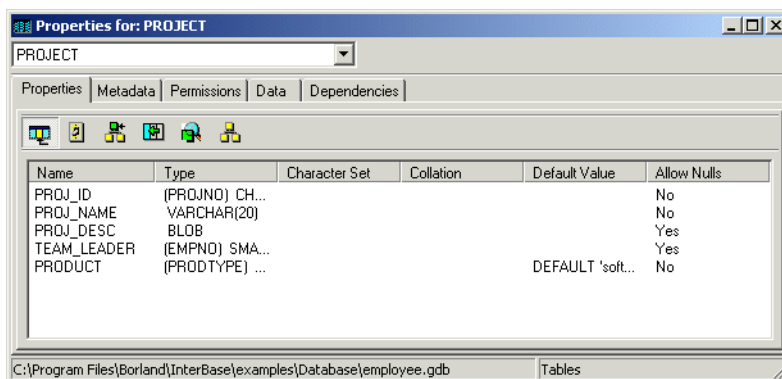 Properties for: PROJECT
PROJECT
Properties Metadata Permissions Data Dependencies
Name Type Character Set Collation Default Value Allow Nulls
PROJ_ID (PROJNO) CH... No
PROJ_NAME VARCHAR(20) No
PROJ_DESC BLOB Yes
TEAM_LEADER (EMPNO) SMA... Yes
PRODUCT (PRODTYPE) ... DEFAULT 'soft... No
C:\Program Files\Borland\InterBase\examples\Database\employee.gdb Tables